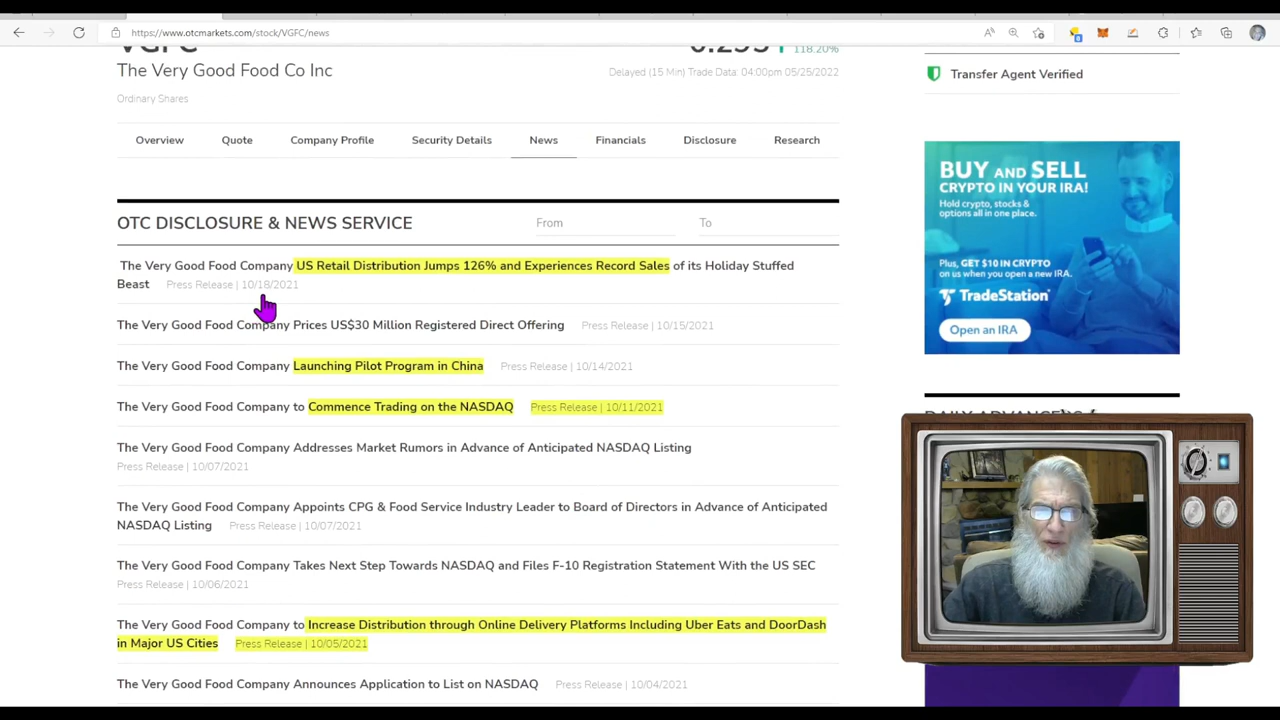 https://www.otcmarkets.com/stock/VGFC/news
VGFC
0.295 118.20%
The Very Good Food Co Inc
Delayed (15 Min) Trade Data: 04:00pm 05/25/2022
Ordinary Shares
Transfer Agent Verified
Overview Quote Company Profile Security Details News Financials Disclosure Research
OTC DISCLOSURE & NEWS SERVICE
From To
The Very Good Food Company US Retail Distribution Jumps 126% and Experiences Record Sales of its Holiday Stuffed
Beast Press Release | 10/18/2021
The Very Good Food Company Prices US$30 Million Registered Direct Offering Press Release | 10/15/2021
The Very Good Food Company Launching Pilot Program in China Press Release | 10/14/2021
The Very Good Food Company to Commence Trading on the NASDAQ Press Release | 10/11/2021
The Very Good Food Company Addresses Market Rumors in Advance of Anticipated NASDAQ Listing
Press Release | 10/07/2021
The Very Good Food Company Appoints CPG & Food Service Industry Leader to Board of Directors in Advance of Anticipated
NASDAQ Listing Press Release | 10/07/2021
The Very Good Food Company Takes Next Step Towards NASDAQ and Files F-10 Registration Statement With the US SEC
Press Release | 10/06/2021
The Very Good Food Company to Increase Distribution through Online Delivery Platforms Including Uber Eats and DoorDash
in Major US Cities Press Release | 10/05/2021
The Very Good Food Company Announces Application to List on NASDAQ Press Release | 10/04/2021
BUY AND SELL
CRYPTO IN YOUR IRA!
Hold crypto, stocks &
options all in one place.
Plus, GET $10 IN CRYPTO
on us when you open a new IRA.
TradeStation
Open an IRA